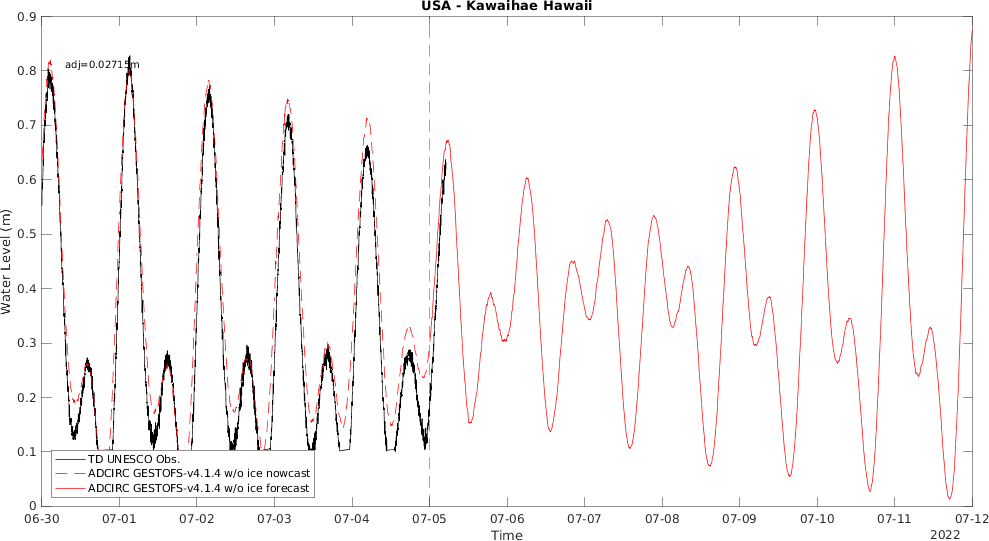 USA - Kawaihae Hawaii
adj=0.02715m
Water Level (m)
0.9
0.8
0.7
0.6
0.5
0.4
0.3
0.2
0.1
0
TD UNESCO Obs.
ADCIRC GESTOFS-v4.1.4 w/o ice nowcast
ADCIRC GESTOFS-v4.1.4 w/o ice forecast
06-30 07-01 07-02 07-03 07-04 07-05 07-06 07-07 07-08 07-09 07-10 07-11 07-12
Time
2022